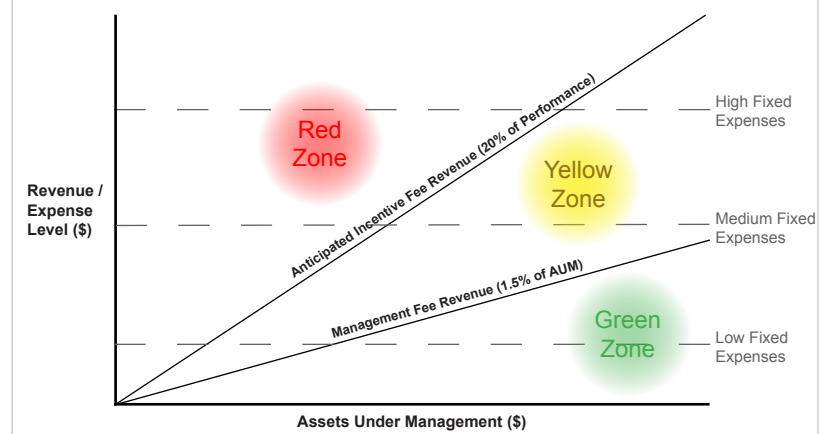 High Fixed
Expenses
Red
Zone
Anticipated Incentive Fee Revenue (20% of Performance)
Yellow
Zone
Revenue /
Expense
Level ($)
Medium Fixed
Expenses
Management Fee Revenue (1.5% of AUM)
Green
Zone
Low Fixed
Expenses
Assets Under Management ($)